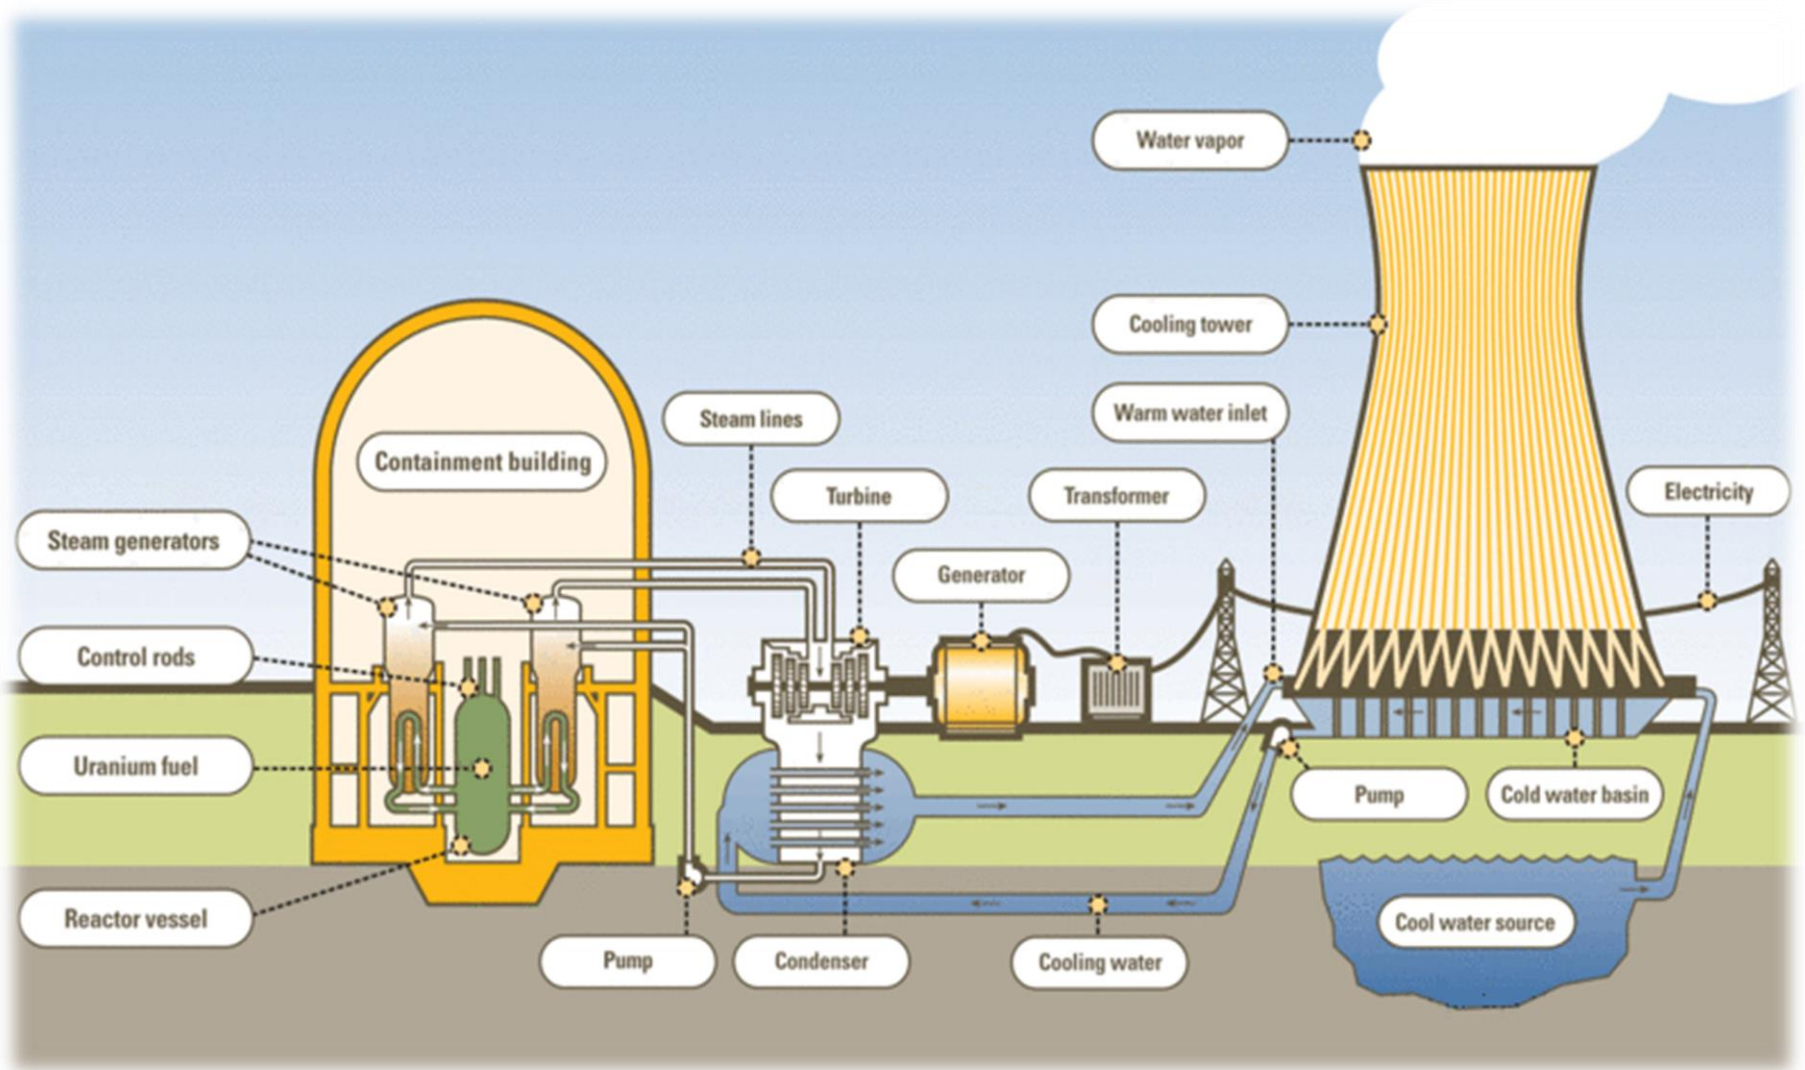 Water vapor
Cooling tower
Steam lines
Warm water inlet
Containment building
Turbine
Transformer
Electricity
Steam generators
Generator
Control rods
Uranium fuel
Pump
Cold water basin
Reactor vessel
Cool water source
Pump
Condenser
Cooling water